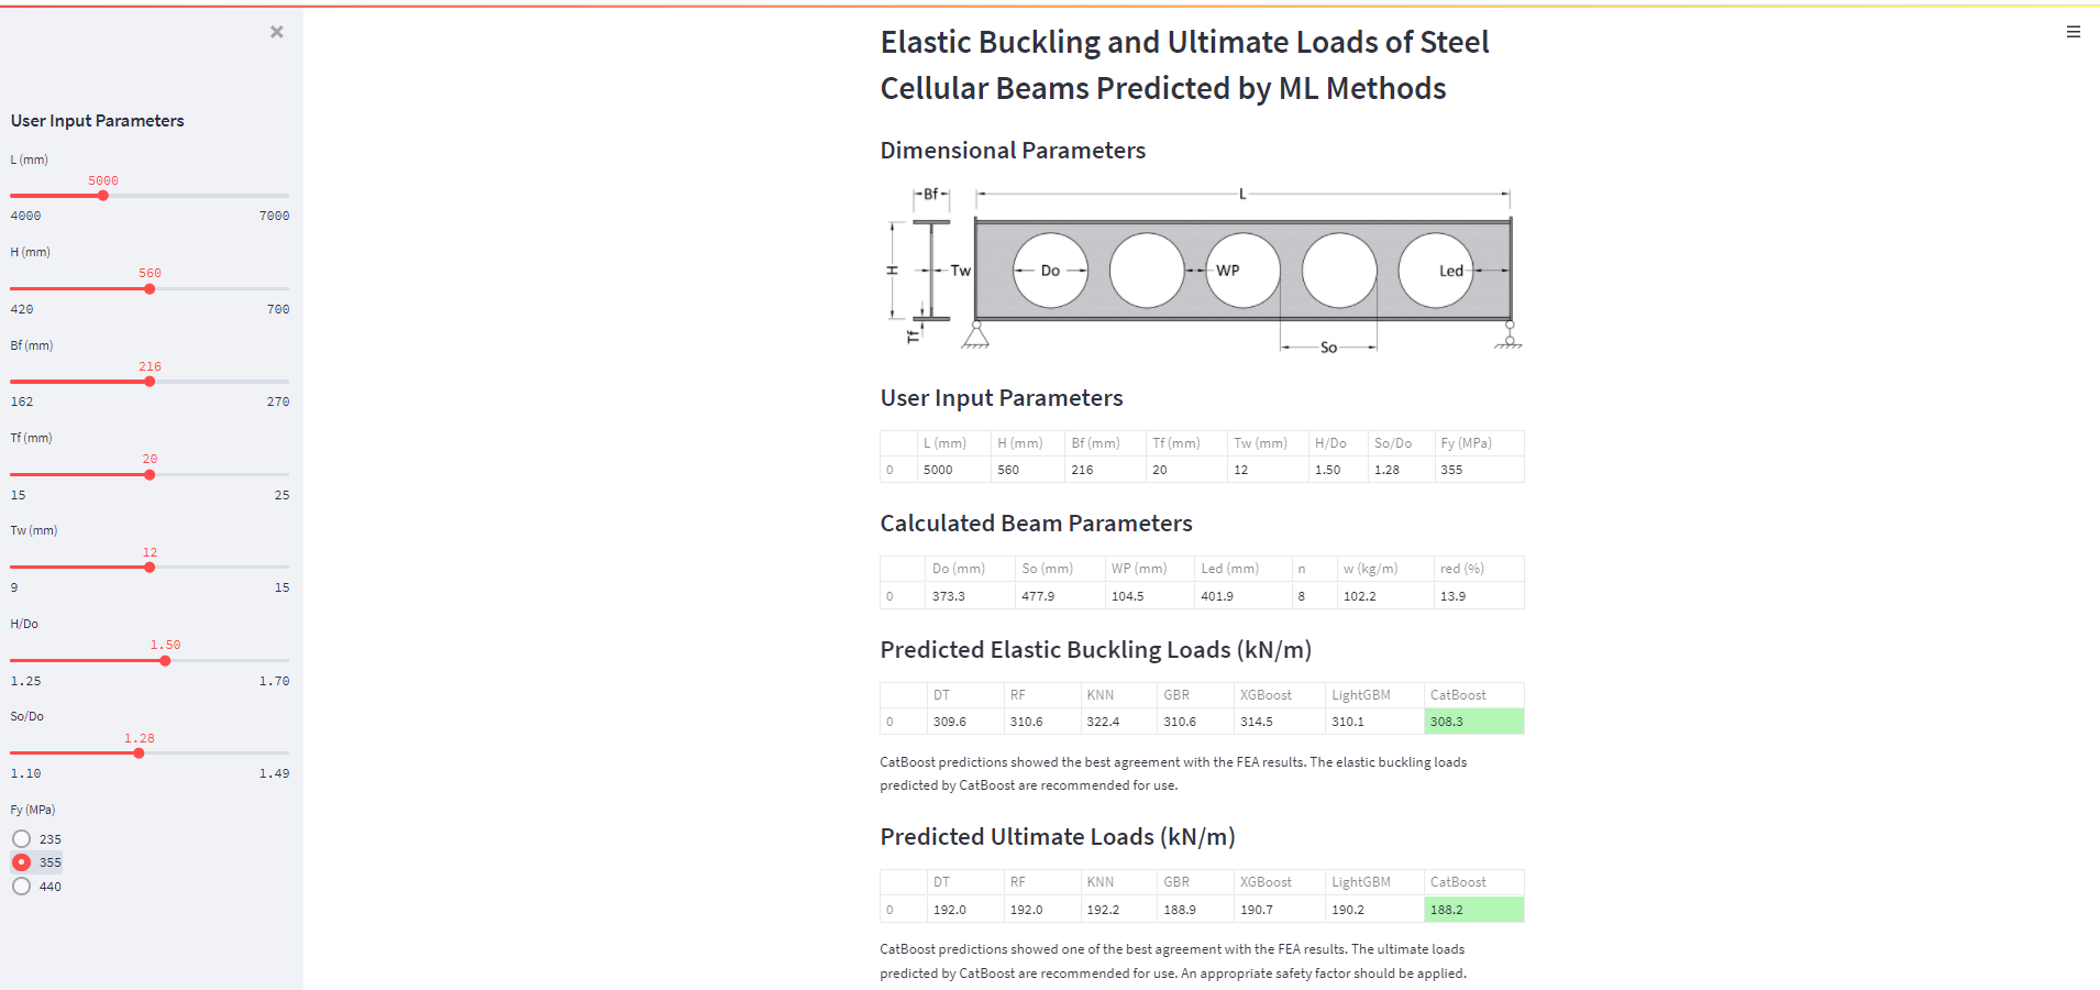 User Input Parameters
L (mm)
5000
4000 7000
H (mm)
560
420 700
Bf (mm)
216
162 270
Tf (mm)
20
15 25
Tw (mm)
12
9 15
H/Do
1.50
1.25 1.70
So/Do
1.28
1.10 1.49
Fy (MPa)
235
355
440
Elastic Buckling and Ultimate Loads of Steel
Cellular Beams Predicted by ML Methods
Dimensional Parameters
Bf L
H Tw Do WP Led
Tf So
User Input Parameters
L (mm) H (mm) Bf (mm) Tf (mm) Tw (mm) H/Do So/Do Fy (MPa)
0 5000 560 216 20 12 1.50 1.28 355
Calculated Beam Parameters
Do (mm) So (mm) WP (mm) Led (mm) n w (kg/m) red (%)
0 373.3 477.9 104.5 401.9 8 102.2 13.9
Predicted Elastic Buckling Loads (kN/m)
DT RF KNN GBR XGBoost LightGBM CatBoost
0 309.6 310.6 322.4 310.6 314.5 310.1 308.3
CatBoost predictions showed the best agreement with the FEA results. The elastic buckling loads
predicted by CatBoost are recommended for use.
Predicted Ultimate Loads (kN/m)
DT RF KNN GBR XGBoost LightGBM CatBoost
0 192.0 192.0 192.2 188.9 190.7 190.2 188.2
CatBoost predictions showed one of the best agreement with the FEA results. The ultimate loads
predicted by CatBoost are recommended for use. An appropriate safety factor should be applied.